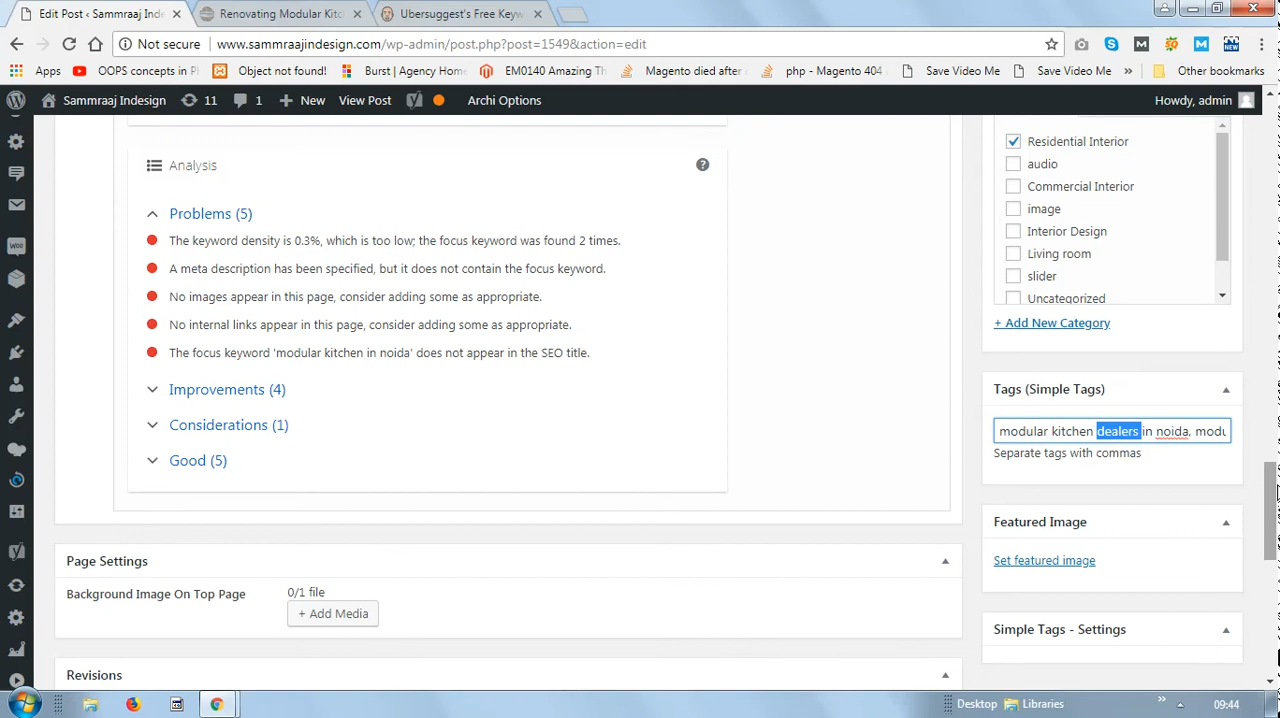 Edit Post ‹ Sammraaj Ind
Renovating Modular Kitc
Ubersuggest's Free Keyw
Not secure
www.sammraajindesign.com/wp-admin/post.php?post=1549&action=edit
NEW
Apps
OOPS concepts in P
Object not found!
Burst | Agency Home
EM0140 Amazing Th
Magento died after
php - Magento 404
Save Video Me
Save Video Me
»
Other bookmarks
Sammraaj Indesign
11
1
+ New
View Post
Archi Options
Howdy, admin
Analysis
Problems (5)
The keyword density is 0.3%, which is too low; the focus keyword was found 2 times.
A meta description has been specified, but it does not contain the focus keyword.
No images appear in this page, consider adding some as appropriate.
No internal links appear in this page, consider adding some as appropriate.
The focus keyword 'modular kitchen in noida' does not appear in the SEO title.
Improvements (4)
Considerations (1)
Good (5)
Page Settings
Background Image On Top Page
0/1 file
+ Add Media
Revisions
Residential Interior
audio
Commercial Interior
image
Interior Design
Living room
slider
Uncategorized
+ Add New Category
Tags (Simple Tags)
modular kitchen dealers in noida, modu
Separate tags with commas
Featured Image
Set featured image
Simple Tags - Settings
Desktop
Libraries
»
09:44